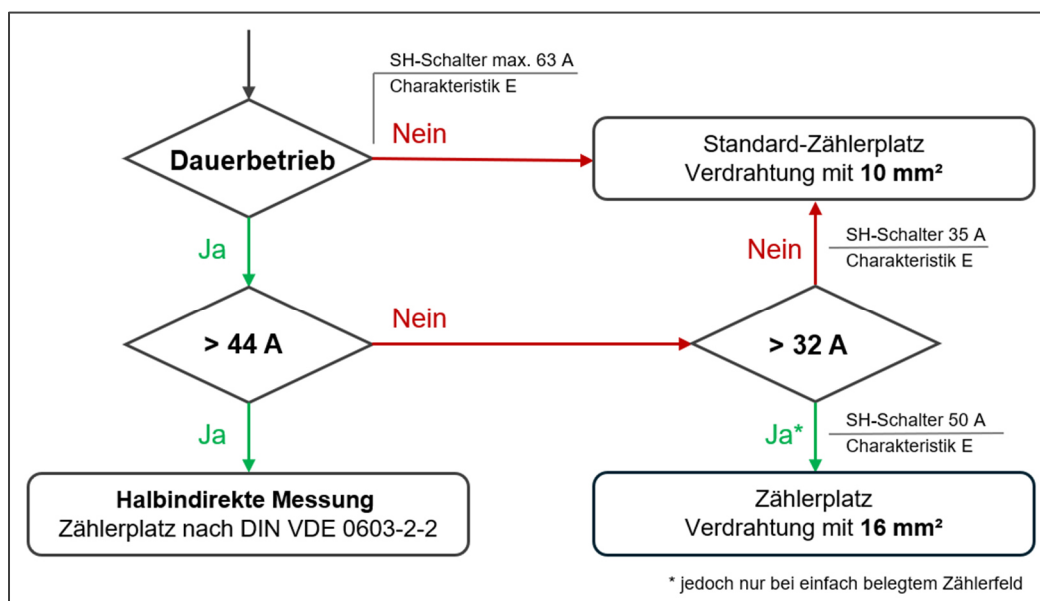 SH-Schalter max. 63 A
Charakteristik E
Nein
Dauerbetrieb
Standard-Zählerplatz
Verdrahtung mit 10 mm²
Ja
Nein
SH-Schalter 35 A
Charakteristik E
> 44 A
Nein
> 32 A
Ja
Ja*
SH-Schalter 50 A
Charakteristik E
Halbindirekte Messung
Zählerplatz nach DIN VDE 0603-2-2
Zählerplatz
Verdrahtung mit 16 mm²
* jedoch nur bei einfach belegtem Zählerfeld